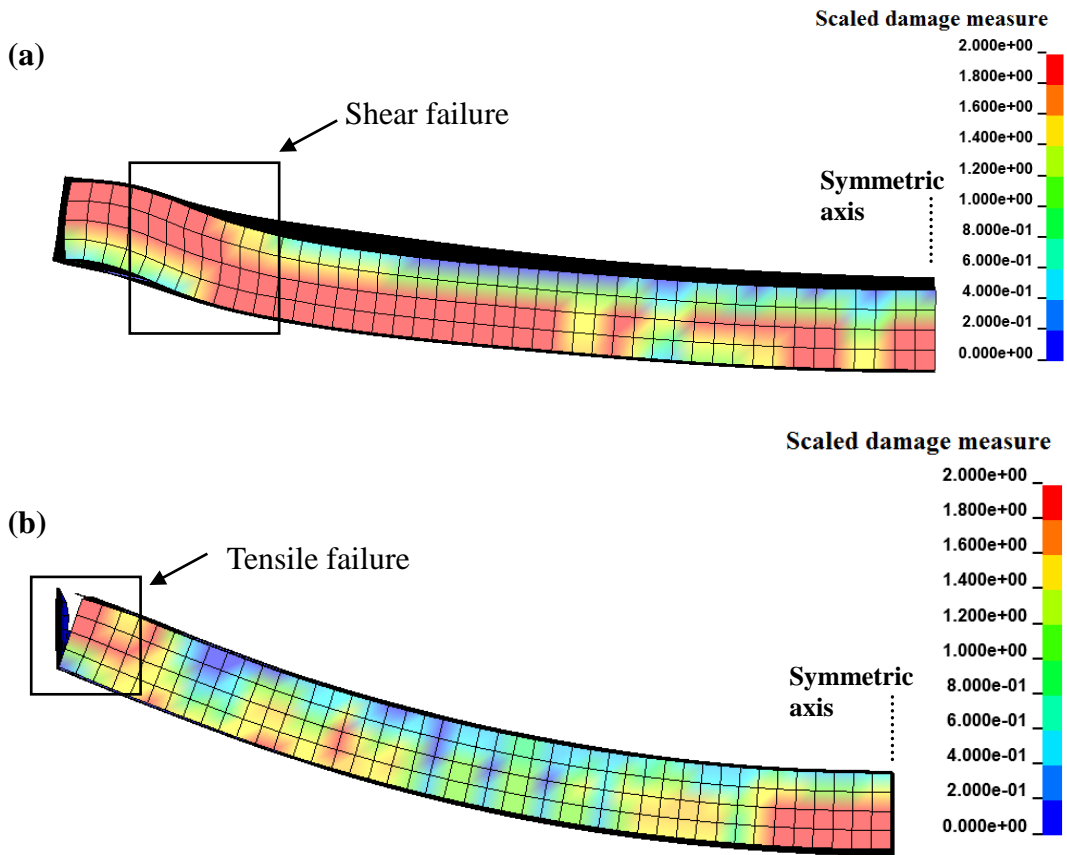 Scaled damage measure
(a)
2.000e+00
1.800e+00
1.600e+00
1.400e+00
1.200e+00
1.000e+00
8.000e-01
6.000e-01
4.000e-01
2.000e-01
0.000e+00
Shear failure
Symmetric
axis
Scaled damage measure
(b)
2.000e+00
1.800e+00
1.600e+00
1.400e+00
1.200e+00
1.000e+00
8.000e-01
6.000e-01
4.000e-01
2.000e-01
0.000e+00
Tensile failure
Symmetric
axis